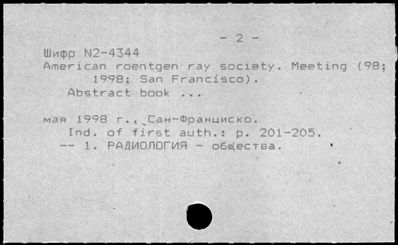 - 2 -
Шифр N2-4344
American roentgen ray society. Meeting (98;
1998; San Francisco).
Abstract book ...
мая 1998 г., Сан-Франциско.
Ind. of first auth.: p. 201-205.
-- 1. РАДИОЛОГИЯ - общества.